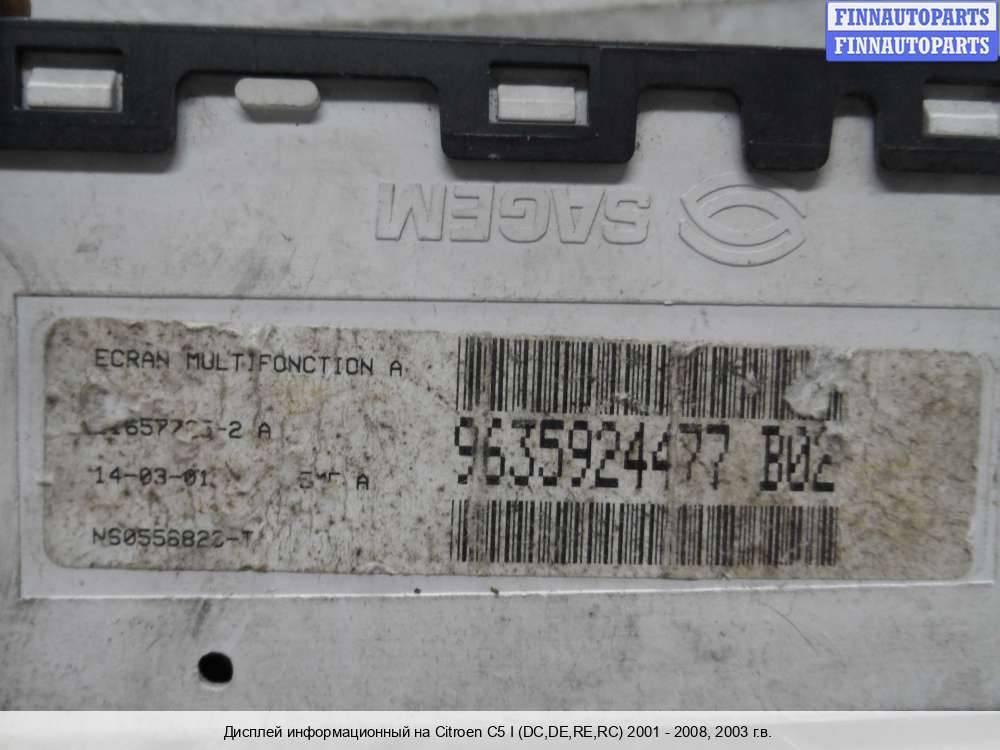 FINNAUTOPARTS
FINNAUTOPARTS
SAGEM
ECRAN MULTIFONCTION A
A
14-03-01 A
9635924477 B02
Дисплей информационный на Citroen C5 I (DC,DE,RE,RC) 2001 - 2008, 2003 г.в.